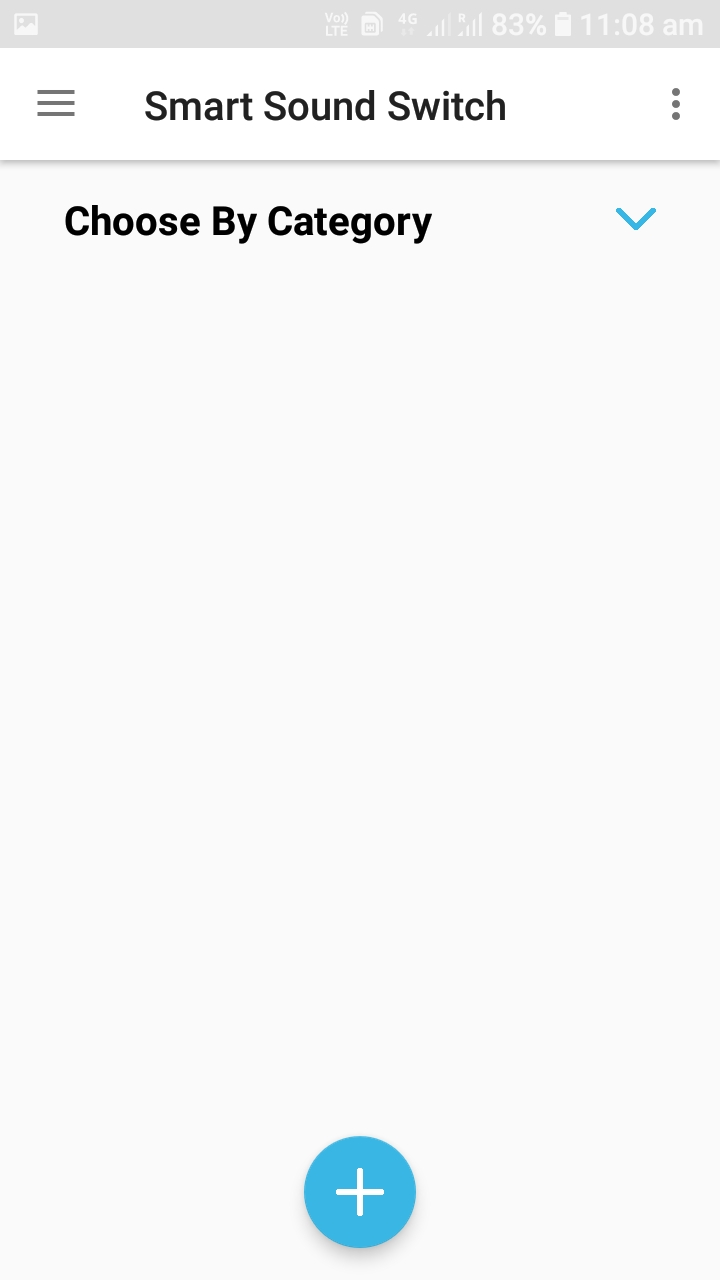 Vo)) LTE 4G R 83% 11:08 am
Smart Sound Switch
Choose By Category